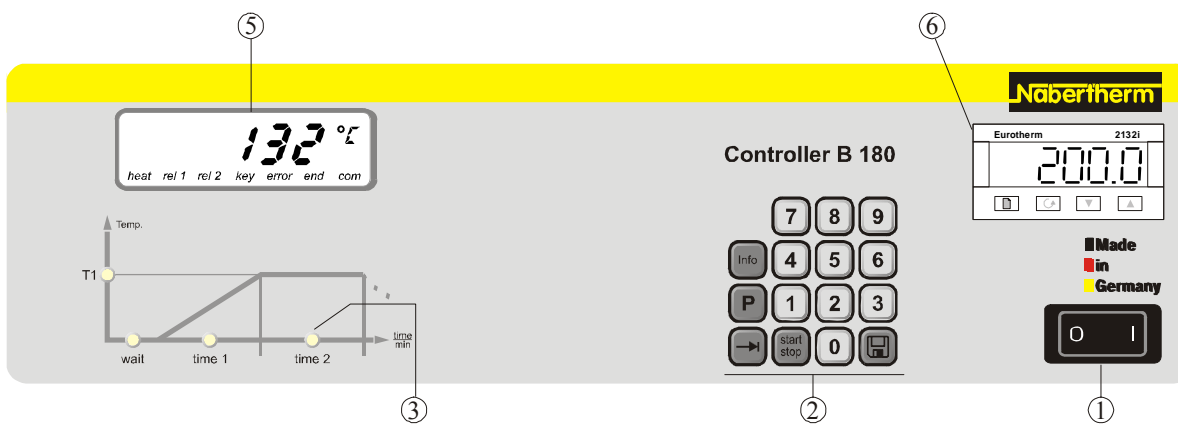 ⑤
⑥
Nabertherm
Eurotherm 2132i
200.0
132 °C
heat rel 1 rel 2 key error end com
Controller B 180
7 8 9
Info 4 5 6
P 1 2 3
start
stop
0
Temp.
T1
wait time 1 time 2
time
min
Made
in
Germany
O I
③
②
①